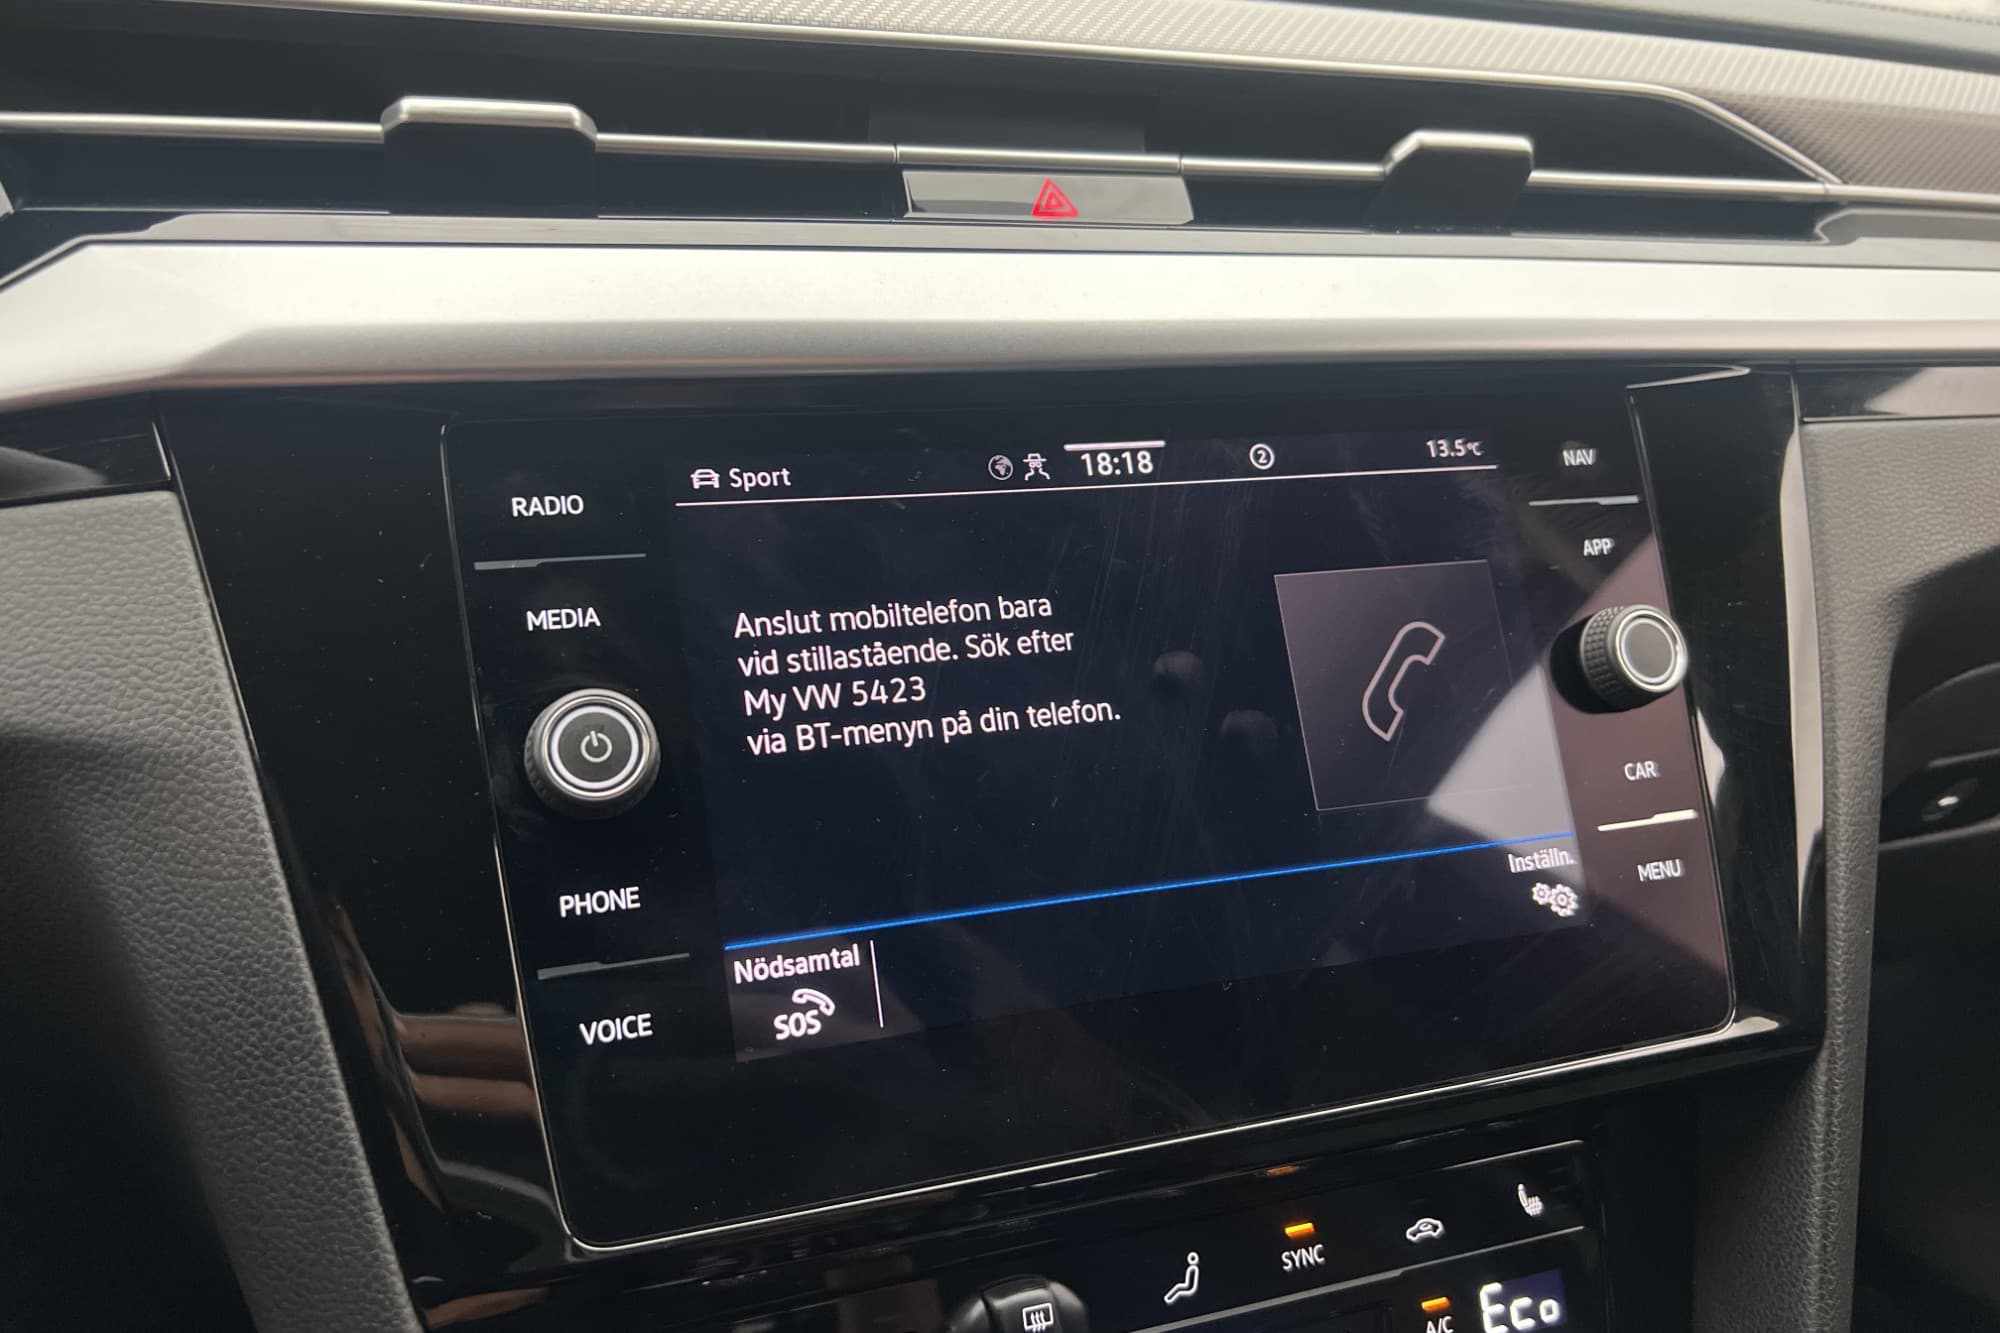 Sport
18:18
2
13.5°C
RADIO
MEDIA
PHONE
VOICE
NAV
APP
CAR
MENU
Anslut mobiltelefon bara
vid stillastående. Sök efter
My VW 5423
via BT-menyn på din telefon.
Inställn.
Nödsamtal
SOS
SYNC
A/C
Eco